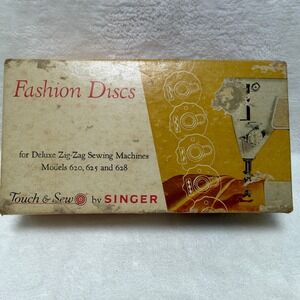 Fashion Discs
for Deluxe Zig-Zag Sewing Machines
Models 620, 625 and 628
Touch & Sew by SINGER